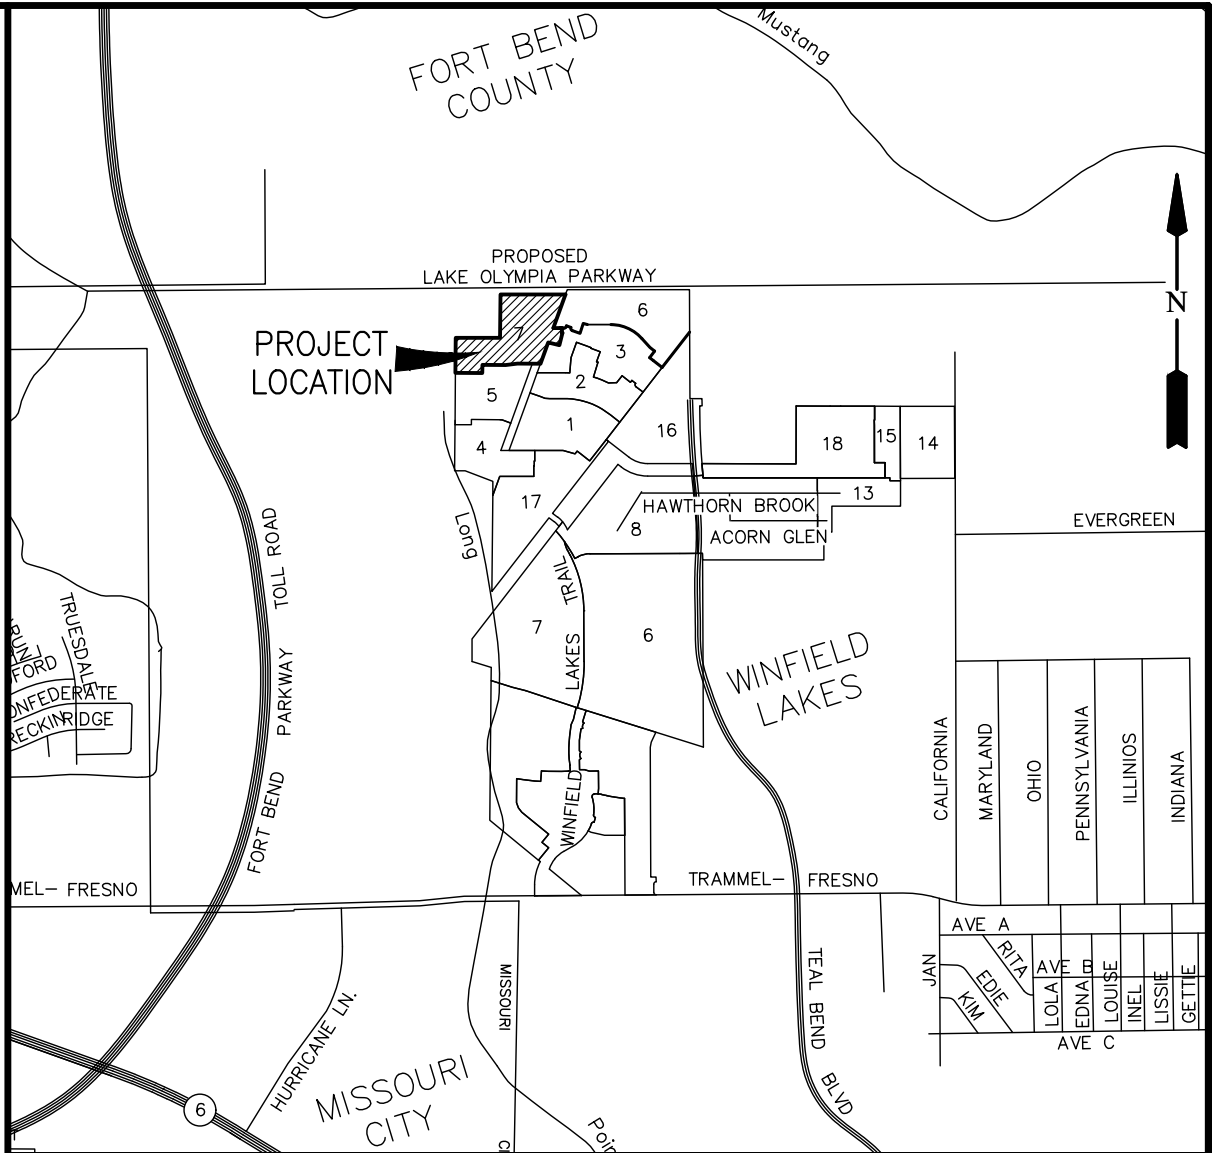 Mustang
FORT BEND
COUNTY
PROPOSED
LAKE OLYMPIA PARKWAY
N
PROJECT
LOCATION
7
6
3
2
5
1
4
16
18
15
14
17
13
HAWTHORN BROOK
8
ACORN GLEN
EVERGREEN
Long
FORT BEND PARKWAY TOLL ROAD
TRUESDALE
RUN
FORD
ONFEDERATE
RECKINRIDGE
7
6
WINFIELD LAKES TRAIL
WINFIELD
LAKES
CALIFORNIA
MARYLAND
OHIO
PENNSYLVANIA
ILLINIOS
INDIANA
MEL- FRESNO
TRAMMEL- FRESNO
AVE A
JAN
RITA
EDIE
KIM
AVE B
LOLA
EDNA
LOUISE
INEL
LISSIE
GETTIE
AVE C
TEAL BEND BLVD
MISSOURI
CI
HURRICANE LN.
MISSOURI
CITY
6
Poin